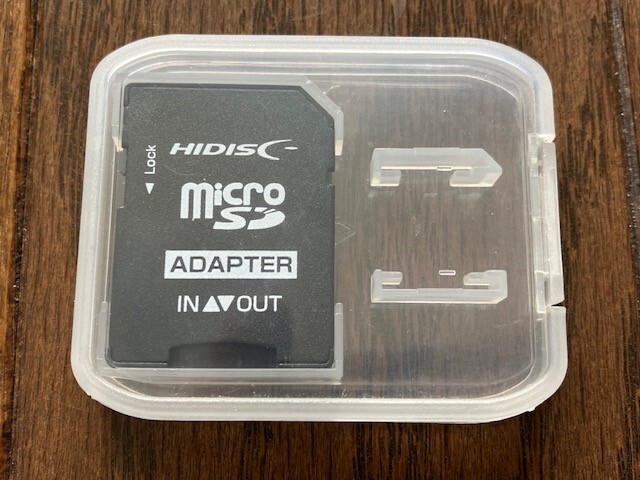 HIDISC
◀ Lock
micro
SD
ADAPTER
IN▲▼OUT